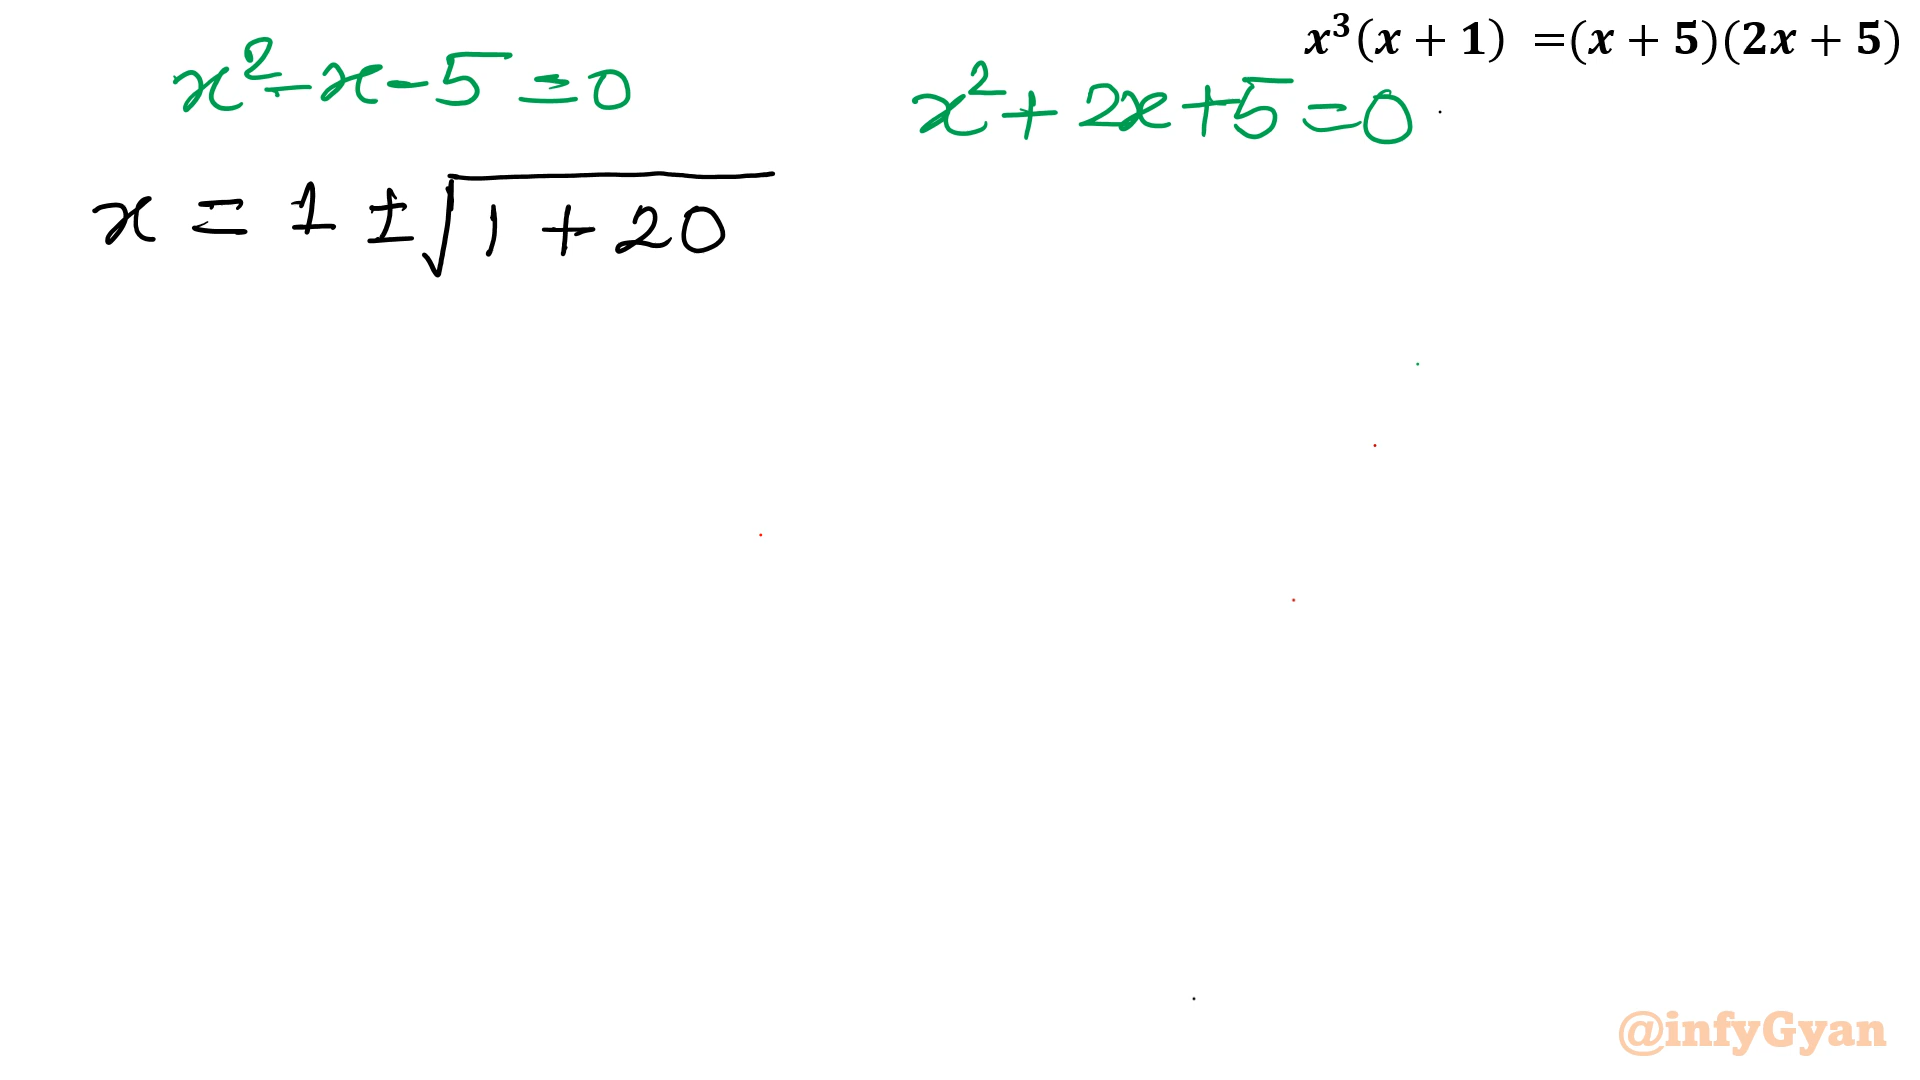 x³(x + 1) =(x + 5)(2x + 5)
x² - x - 5 = 0
x² + 2x + 5 = 0
x = 1 ± √(1 + 20)
@infyGyan